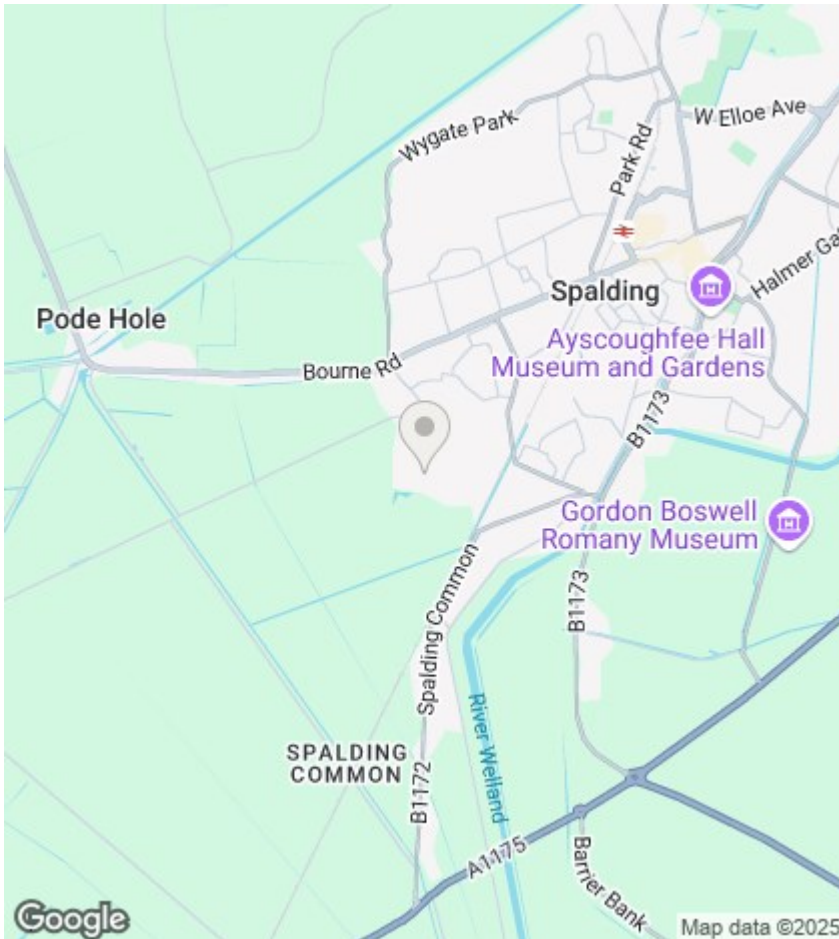 W Elloe Ave
Wygate Park
Park Rd
Halmer Ga
Spalding
Pode Hole
Ayscoughfee Hall
Museum and Gardens
Bourne Rd
B1173
Gordon Boswell
Romany Museum
B1173
Spalding Common
River Welland
SPALDING
COMMON
B1172
A1175
Barrier Bank
Google
Map data ©2025